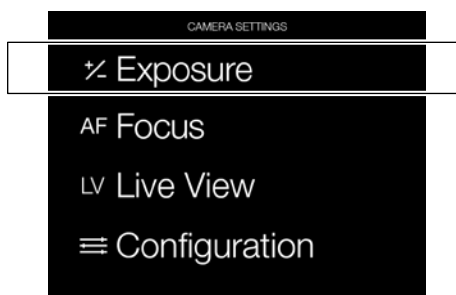 CAMERA SETTINGS
+/- Exposure
AF Focus
LV Live View
Configuration